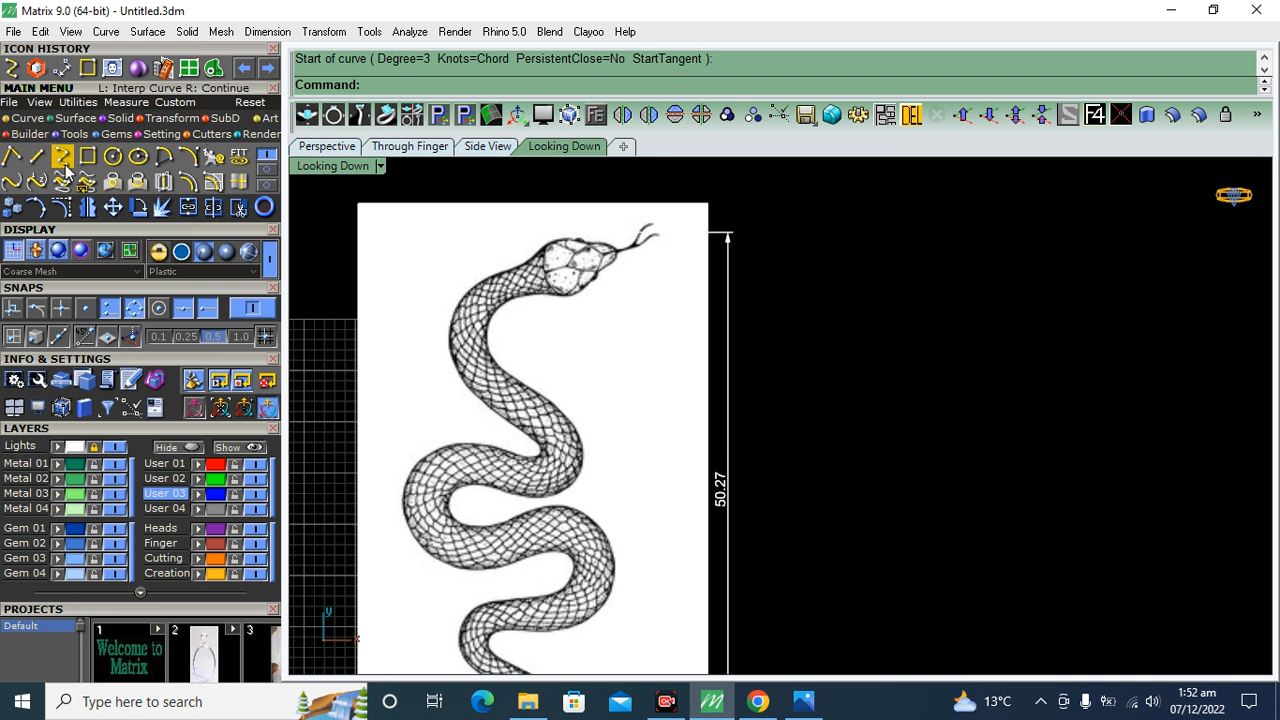 Matrix 9.0 (64-bit) - Untitled.3dm
File Edit View Curve Surface Solid Mesh Dimension Transform Tools Analyze Render Rhino 5.0 Blend Clayoo Help
ICON HISTORY
Start of curve ( Degree=3 Knots=Chord PersistentClose=No StartTangent ):
Command:
MAIN MENU L: Interp Curve R: Continue
File View Utilities Measure Custom Reset
Curve Surface Solid Transform SubD Art
Builder Tools Gems Setting Cutters Render
FIT
DEL
F4
Perspective Through Finger Side View Looking Down
Looking Down
DISPLAY
Coarse Mesh Plastic
SNAPS
0.1 0.25 0.5 1.0
INFO & SETTINGS
LAYERS
Lights Hide Show
Metal 01 User 01
Metal 02 User 02
Metal 03 User 03
Metal 04 User 04
Gem 01 Heads
Gem 02 Finger
Gem 03 Cutting
Gem 04 Creation
PROJECTS
Default
1 2 3
Welcome to Matrix
50.27
y
x
Type here to search
13°C
1:52 am
07/12/2022